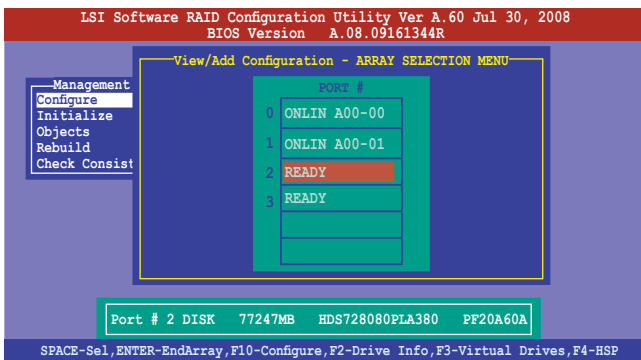 LSI Software RAID Configuration Utility Ver A.60 Jul 30, 2008
BIOS Version A.08.09161344R
View/Add Configuration - ARRAY SELECTION MENU
Management
Configure
Initialize
Objects
Rebuild
Check Consist
PORT #
0 ONLIN A00-00
1 ONLIN A00-01
2 READY
3 READY
Port # 2 DISK 77247MB HDS728080PLA380 PF20A60A
SPACE-Sel,ENTER-EndArray,F10-Configure,F2-Drive Info,F3-Virtual Drives,F4-HSP